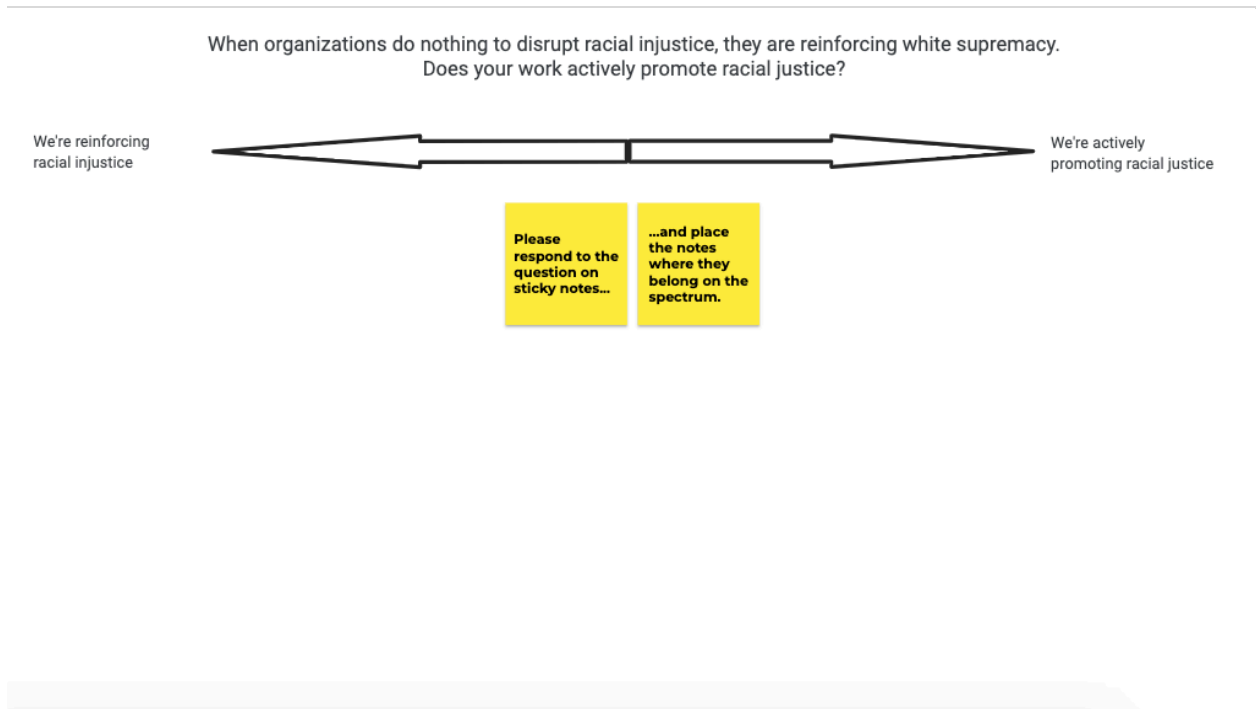 When organizations do nothing to disrupt racial injustice, they are reinforcing white supremacy.
Does your work actively promote racial justice?
We're reinforcing
racial injustice
We're actively
promoting racial justice
Please
respond to the
question on
sticky notes...
...and place
the notes
where they
belong on the
spectrum.